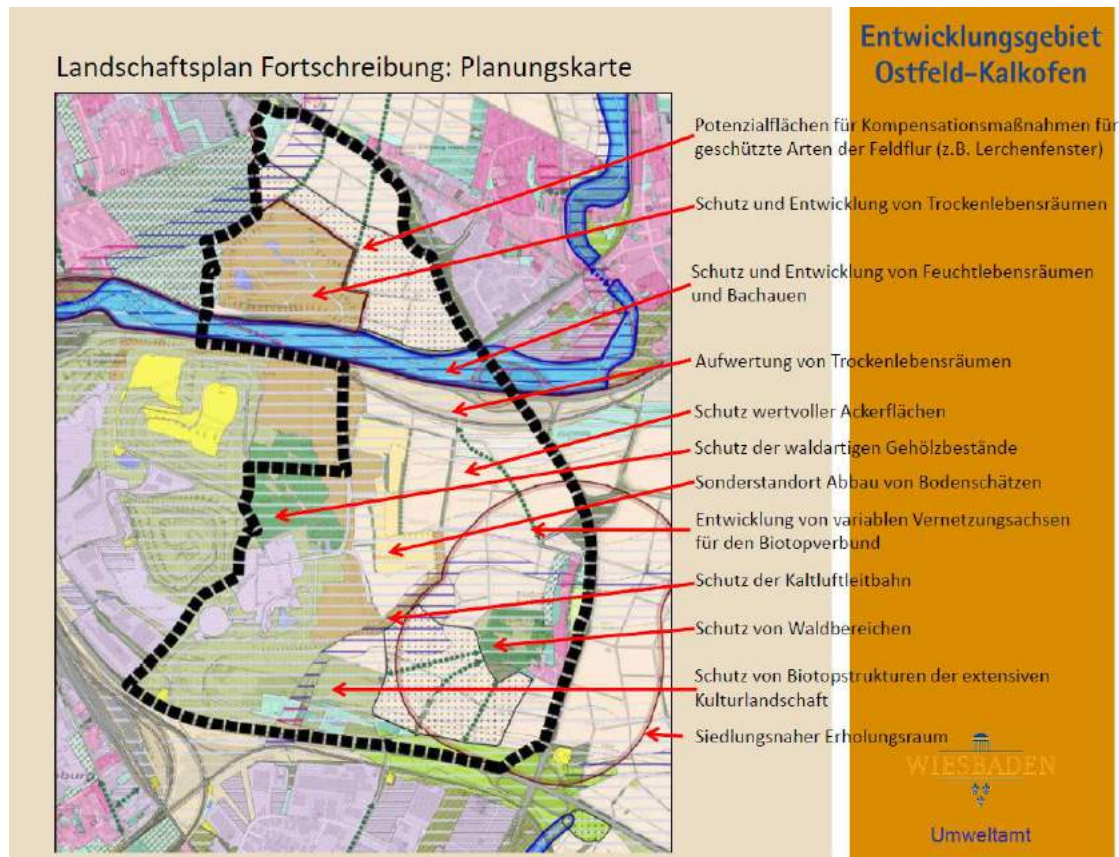 Landschaftsplan Fortschreibung: Planungskarte
Entwicklungsgebiet
Ostfeld-Kalkofen
Potenzialflächen für Kompensationsmaßnahmen für
geschützte Arten der Feldflur (z.B. Lerchenfenster)
Schutz und Entwicklung von Trockenlebensräumen
Schutz und Entwicklung von Feuchtlebensräumen
und Bachauen
Aufwertung von Trockenlebensräumen
Schutz wertvoller Ackerflächen
Schutz der waldartigen Gehölzbestände
Sonderstandort Abbau von Bodenschätzen
Entwicklung von variablen Vernetzungsachsen
für den Biotopverbund
Schutz der Kaltluftleitbahn
Schutz von Waldbereichen
Schutz von Biotopstrukturen der extensiven
Kulturlandschaft
Siedlungsnaher Erholungsraum
WIESBADEN
Umweltamt